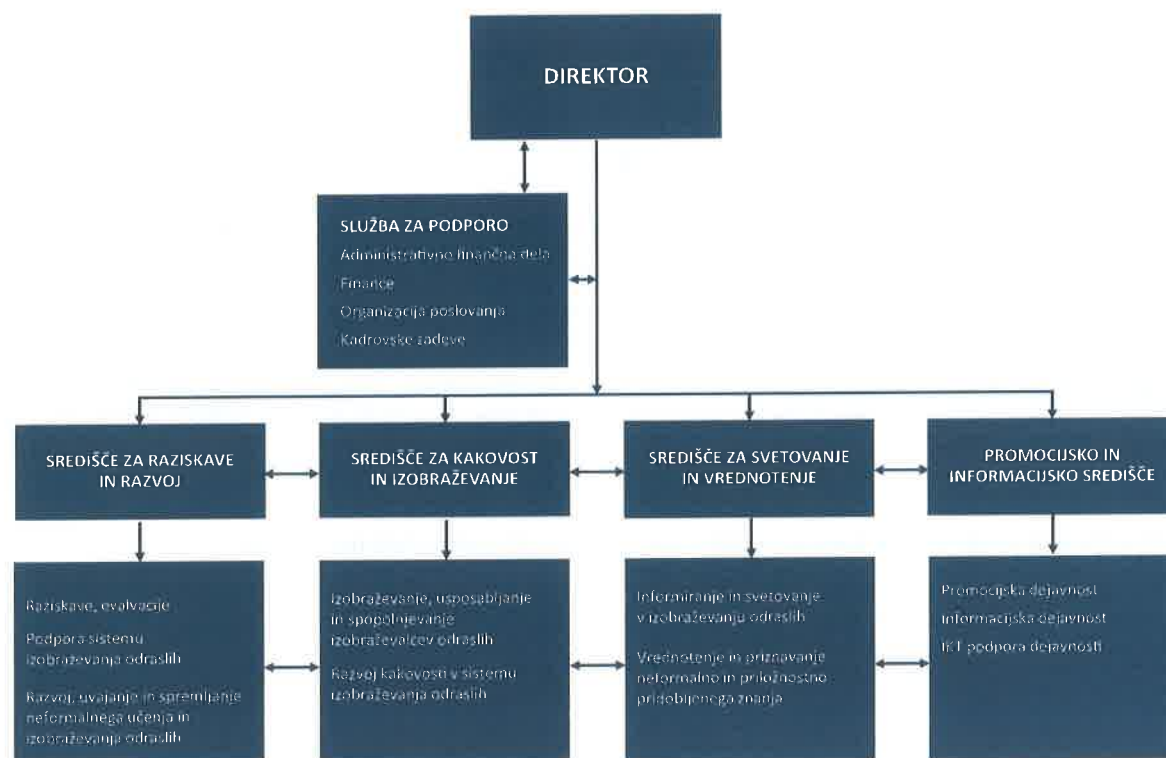 DIREKTOR
SLUŽBA ZA PODPORO
Administrativno finančna dela
Finance
Organizacija poslovanja
Kadrovske zadeve
SREDIŠČE ZA RAZISKAVE
IN RAZVOJ
SREDIŠČE ZA KAKOVOST
IN IZOBRAŽEVANJE
SREDIŠČE ZA SVETOVANJE
IN VREDNOTENJE
PROMOCIJSKO IN
INFORMACIJSKO SREDIŠČE
Raziskave, evalvacije
Podpora sistemu
izobraževanja odraslih
Razvoj, uvajanje in spremljanje
neformalnega učenja in
izobraževanja odraslih
Izobraževanje, usposabljanje
in spopolnjevanje
izobraževalcev odraslih
Razvoj kakovosti v sistemu
izobraževanja odraslih
Informiranje in svetovanje
v izobraževanju odraslih
Vrednotenje in priznavanje
neformalno in priložnostno
pridobljenega znanja
Promocijska dejavnost
Informacijska dejavnost
IKT podpora dejavnosti